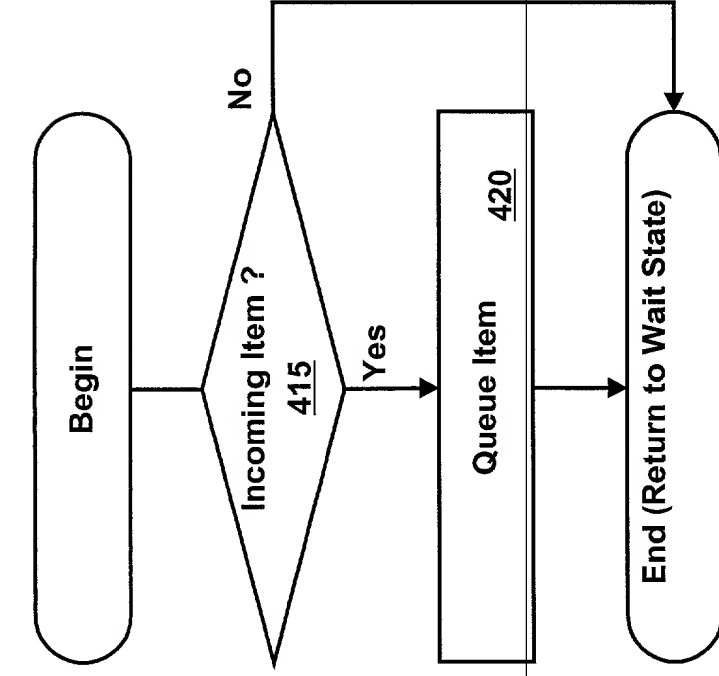 Begin
No
Incoming Item ?
415
Yes
Queue Item
420
End (Return to Wait State)